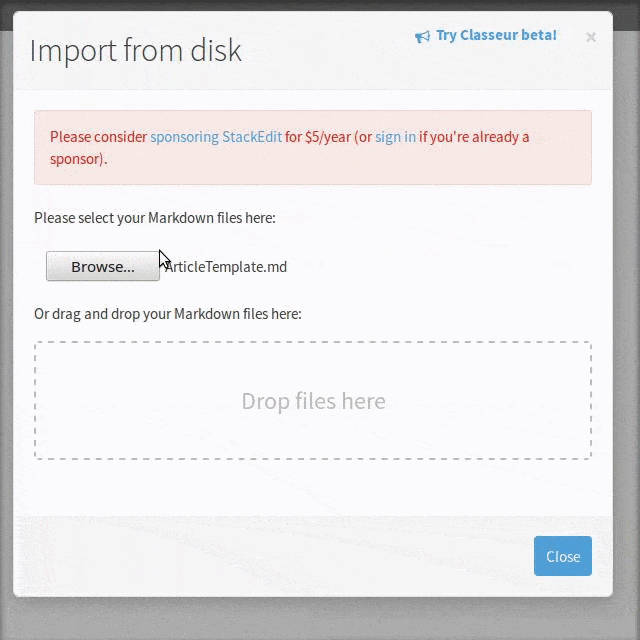 Import from disk
Try Classeur beta!
×
Please consider sponsoring StackEdit for $5/year (or sign in if you're already a
sponsor).
Please select your Markdown files here:
Browse... ArticleTemplate.md
Or drag and drop your Markdown files here:
Drop files here
Close